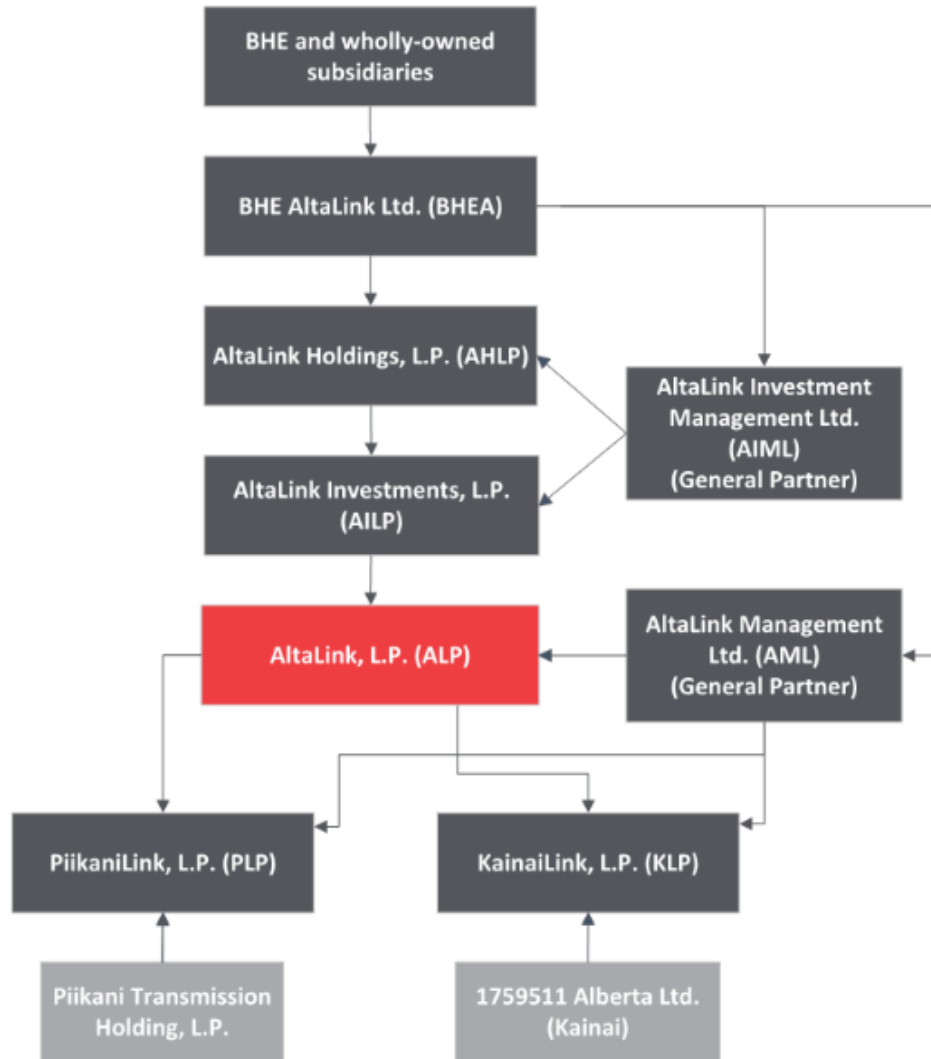 BHE and wholly-owned
subsidiaries
BHE AltaLink Ltd. (BHEA)
AltaLink Holdings, L.P. (AHLP)
AltaLink Investment
Management Ltd.
(AIML)
(General Partner)
AltaLink Investments, L.P.
(AILP)
AltaLink, L.P. (ALP)
AltaLink Management
Ltd. (AML)
(General Partner)
PiikaniLink, L.P. (PLP)
KainaiLink, L.P. (KLP)
Piikani Transmission
Holding, L.P.
1759511 Alberta Ltd.
(Kainai)